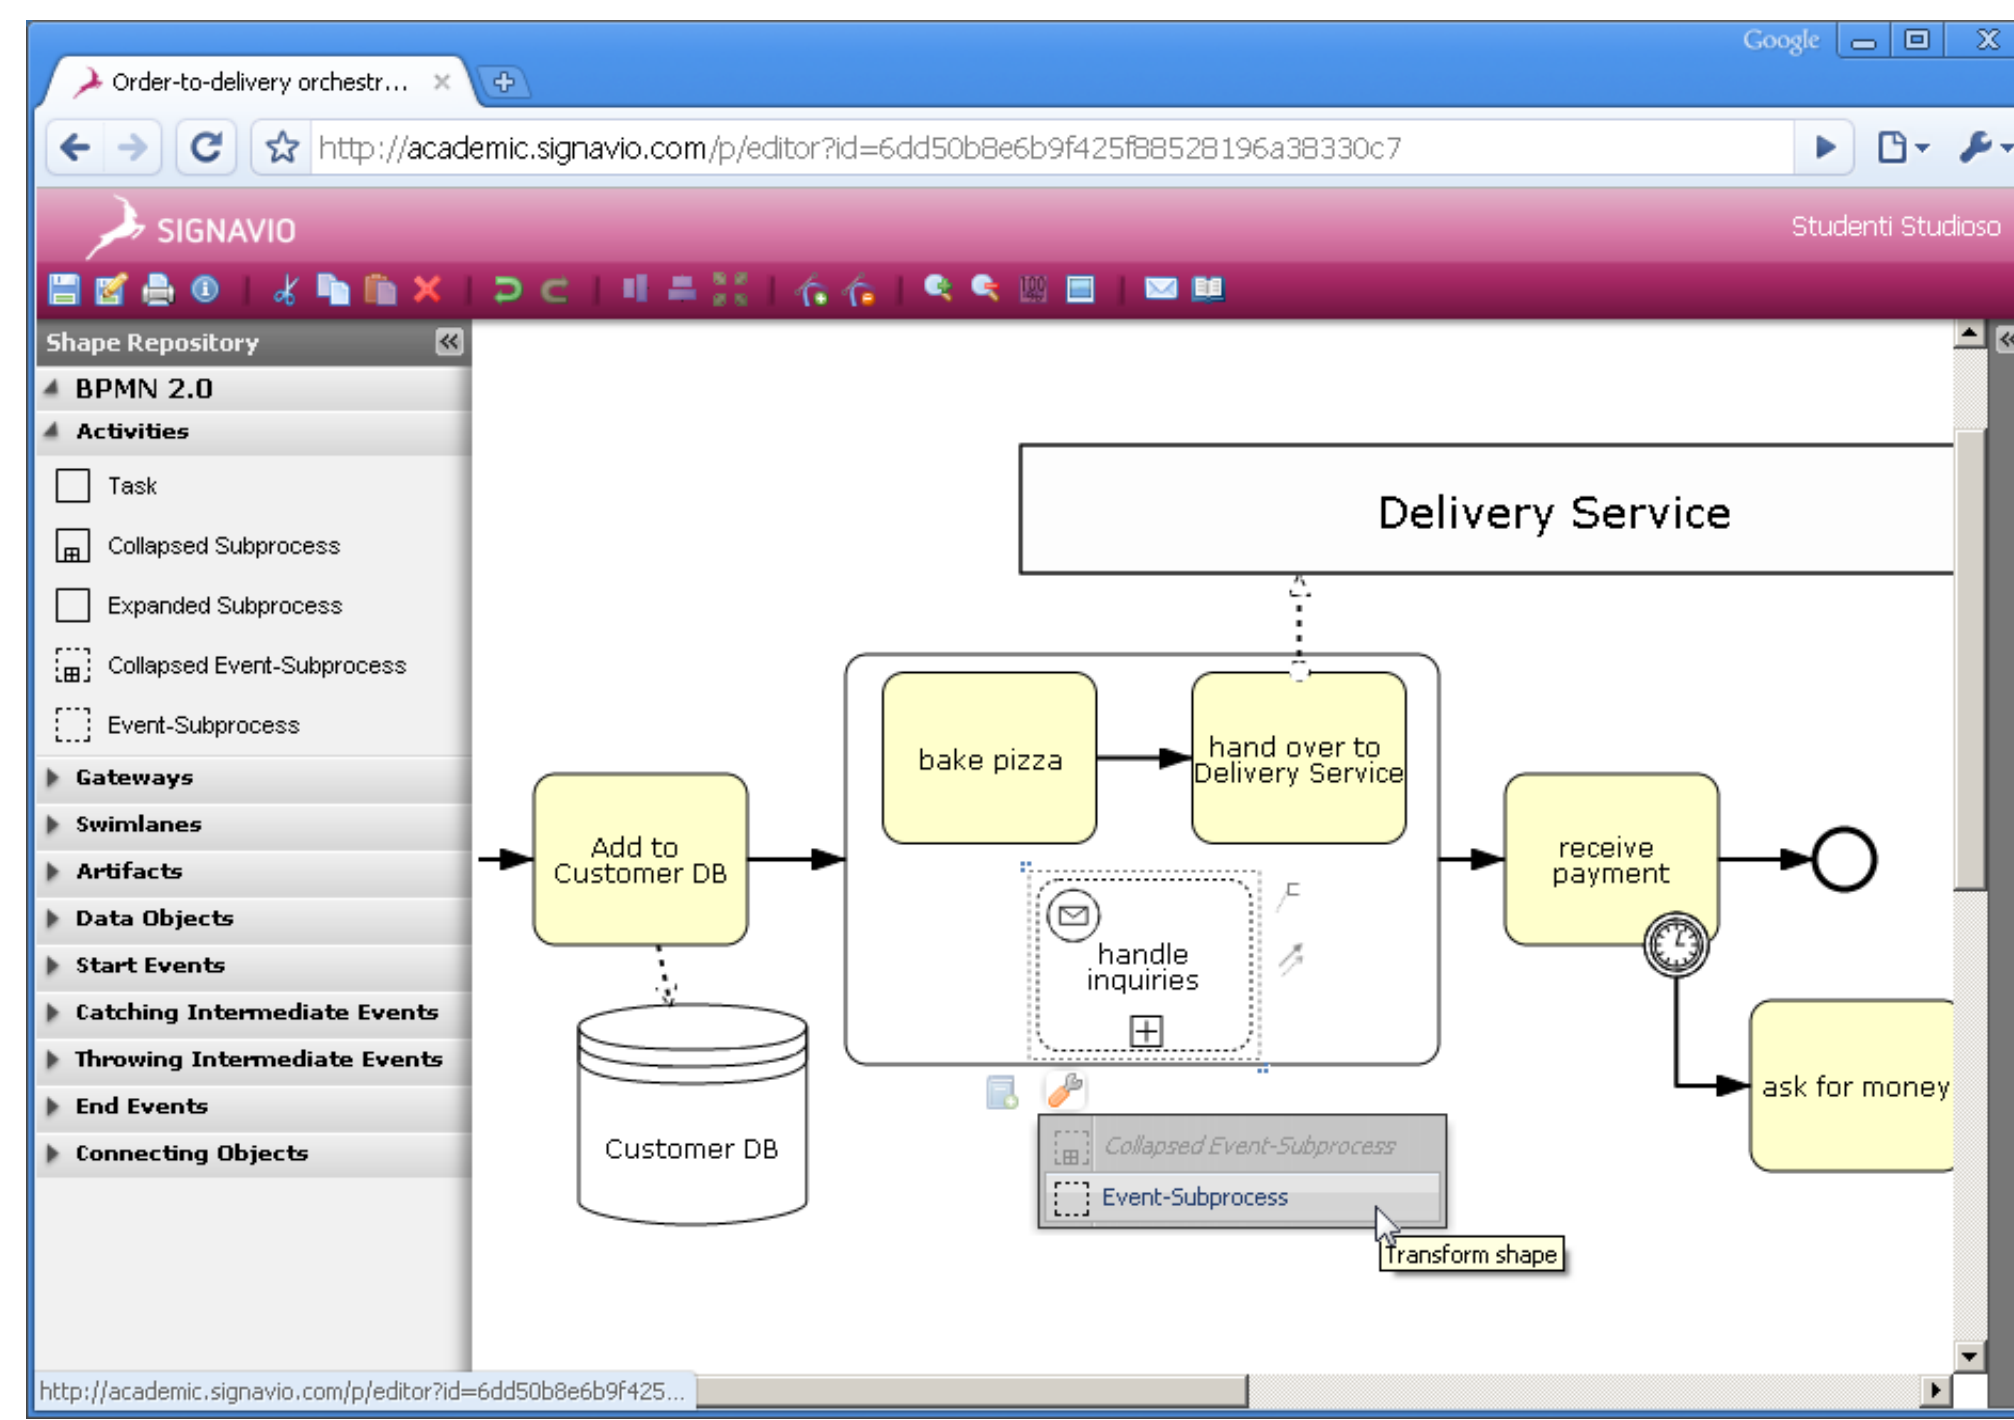 Google
Order-to-delivery orchestr...
http://academic.signavio.com/p/editor?id=6dd50b8e6b9f425f88528196a38330c7
SIGNAVIO
Studenti Studioso
Shape Repository
BPMN 2.0
Activities
Task
Collapsed Subprocess
Expanded Subprocess
Collapsed Event-Subprocess
Event-Subprocess
Gateways
Swimlanes
Artifacts
Data Objects
Start Events
Catching Intermediate Events
Throwing Intermediate Events
End Events
Connecting Objects
Delivery Service
bake pizza
hand over to
Delivery Service
Add to
Customer DB
receive
payment
handle
inquiries
ask for money
Customer DB
Collapsed Event-Subprocess
Event-Subprocess
Transform shape
http://academic.signavio.com/p/editor?id=6dd50b8e6b9f425...